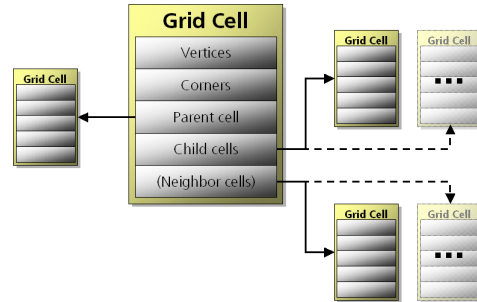 Grid Cell
Vertices
Corners
Parent cell
Child cells
(Neighbor cells)
Grid Cell
Grid Cell
Grid Cell
...
Grid Cell
Grid Cell
...